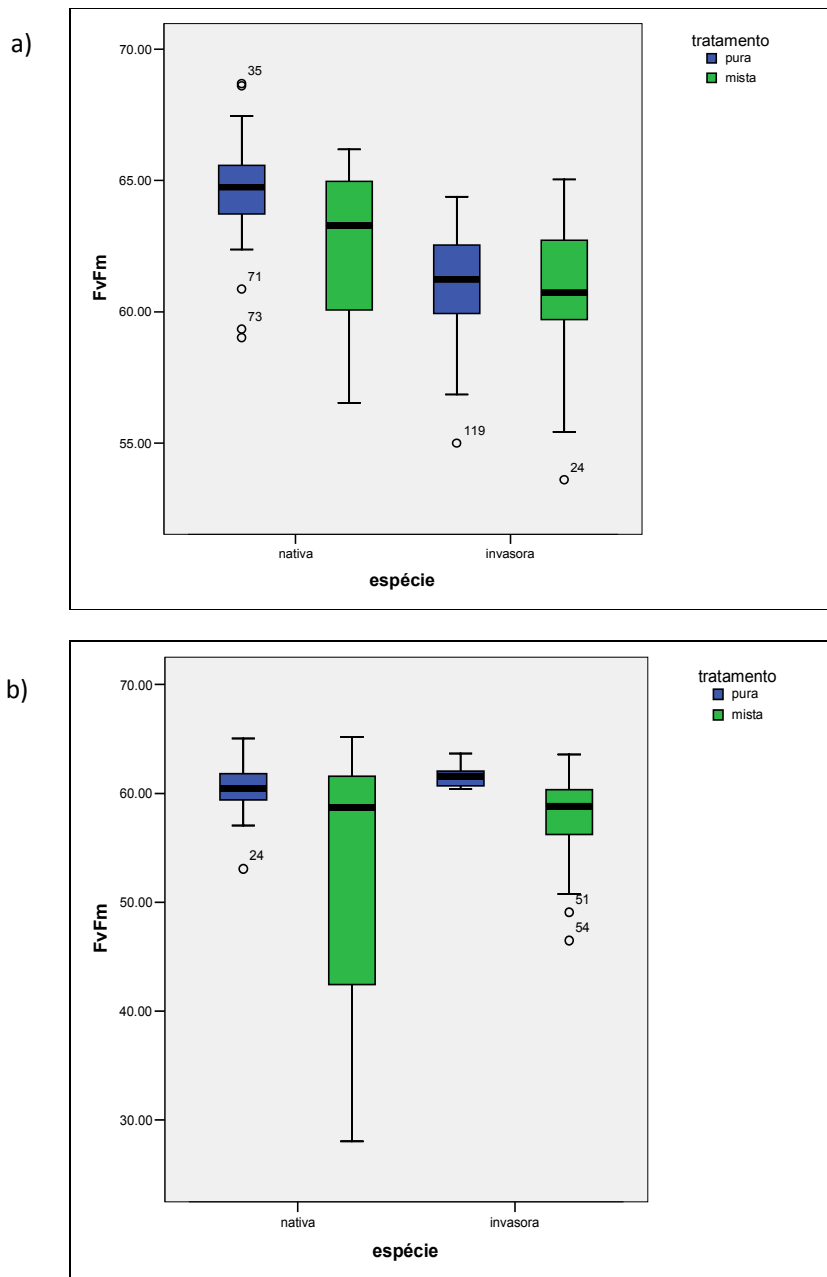 a)
70.00
65.00
60.00
55.00
FvFm
35
71
73
119
24
nativa
invasora
espécie
tratamento
pura
mista
b)
70.00
60.00
50.00
40.00
30.00
FvFm
24
51
54
nativa
invasora
espécie
tratamento
pura
mista